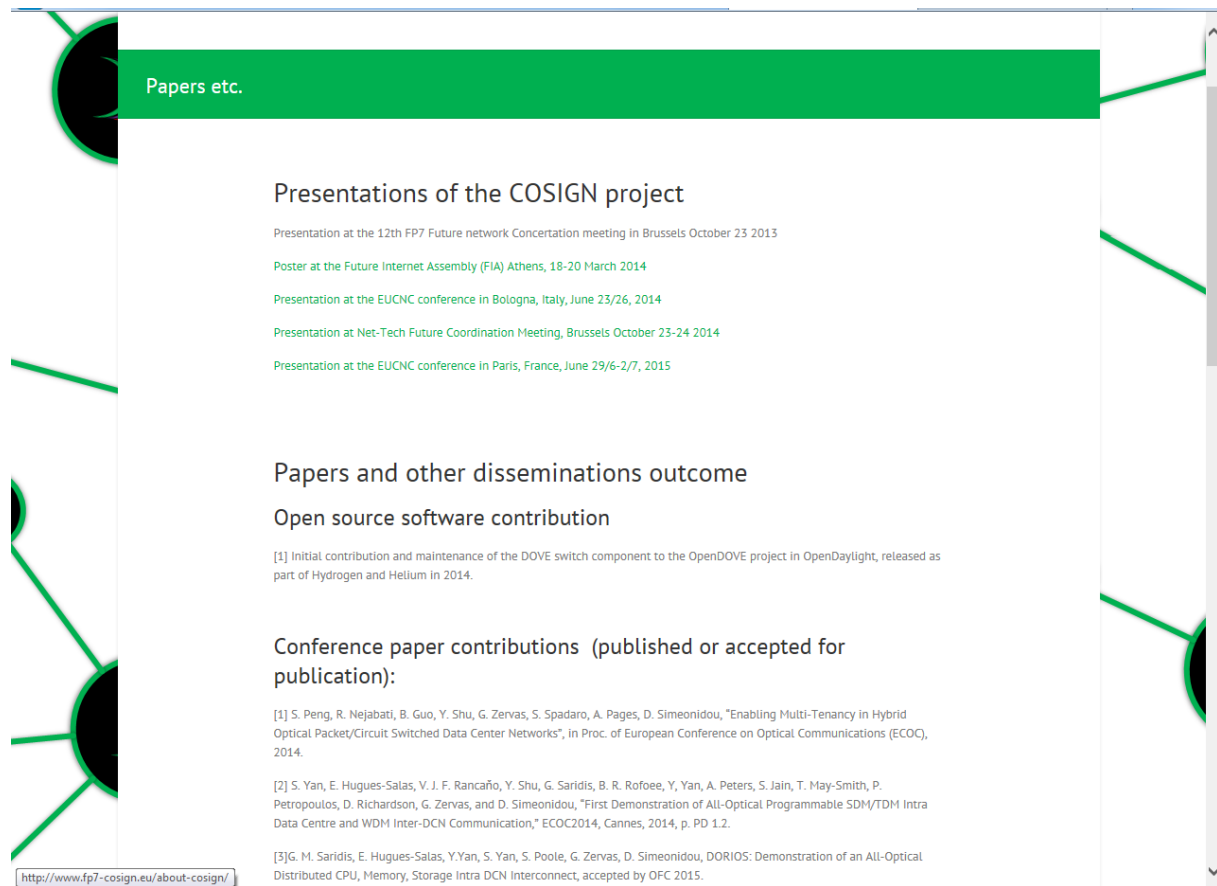 Papers etc.
Presentations of the COSIGN project
Presentation at the 12th FP7 Future network Concertation meeting in Brussels October 23 2013
Poster at the Future Internet Assembly (FIA) Athens, 18-20 March 2014
Presentation at the EUCNC conference in Bologna, Italy, June 23/26, 2014
Presentation at Net-Tech Future Coordination Meeting, Brussels October 23-24 2014
Presentation at the EUCNC conference in Paris, France, June 29/6-2/7, 2015
Papers and other disseminations outcome
Open source software contribution
[1] Initial contribution and maintenance of the DOVE switch component to the OpenDOVE project in OpenDaylight, released as
part of Hydrogen and Helium in 2014.
Conference paper contributions  (published or accepted for
publication):
[1] S. Peng, R. Nejabati, B. Guo, Y. Shu, G. Zervas, S. Spadaro, A. Pages, D. Simeonidou, “Enabling Multi-Tenancy in Hybrid
Optical Packet/Circuit Switched Data Center Networks”, in Proc. of European Conference on Optical Communications (ECOC),
2014.
[2] S. Yan, E. Hugues-Salas, V. J. F. Rancaño, Y. Shu, G. Saridis, B. R. Rofoee, Y, Yan, A. Peters, S. Jain, T. May-Smith, P.
Petropoulos, D. Richardson, G. Zervas, and D. Simeonidou, “First Demonstration of All-Optical Programmable SDM/TDM Intra
Data Centre and WDM Inter-DCN Communication,” ECOC2014, Cannes, 2014, p. PD 1.2.
[3]G. M. Saridis, E. Hugues-Salas, Y.Yan, S. Yan, S. Poole, G. Zervas, D. Simeonidou, DORIOS: Demonstration of an All-Optical
Distributed CPU, Memory, Storage Intra DCN Interconnect, accepted by OFC 2015.
http://www.fp7-cosign.eu/about-cosign/